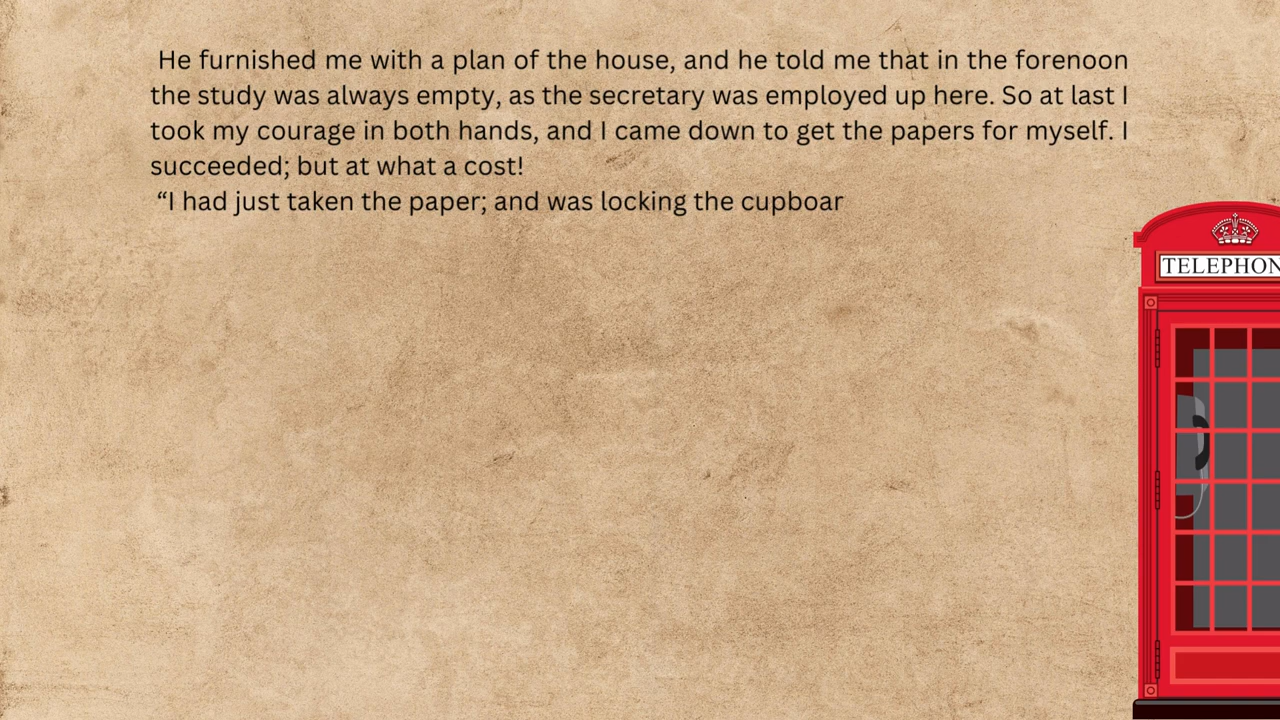 He furnished me with a plan of the house, and he told me that in the forenoon
the study was always empty, as the secretary was employed up here. So at last I
took my courage in both hands, and I came down to get the papers for myself. I
succeeded; but at what a cost!
“I had just taken the paper; and was locking the cupboar
TELEPHON